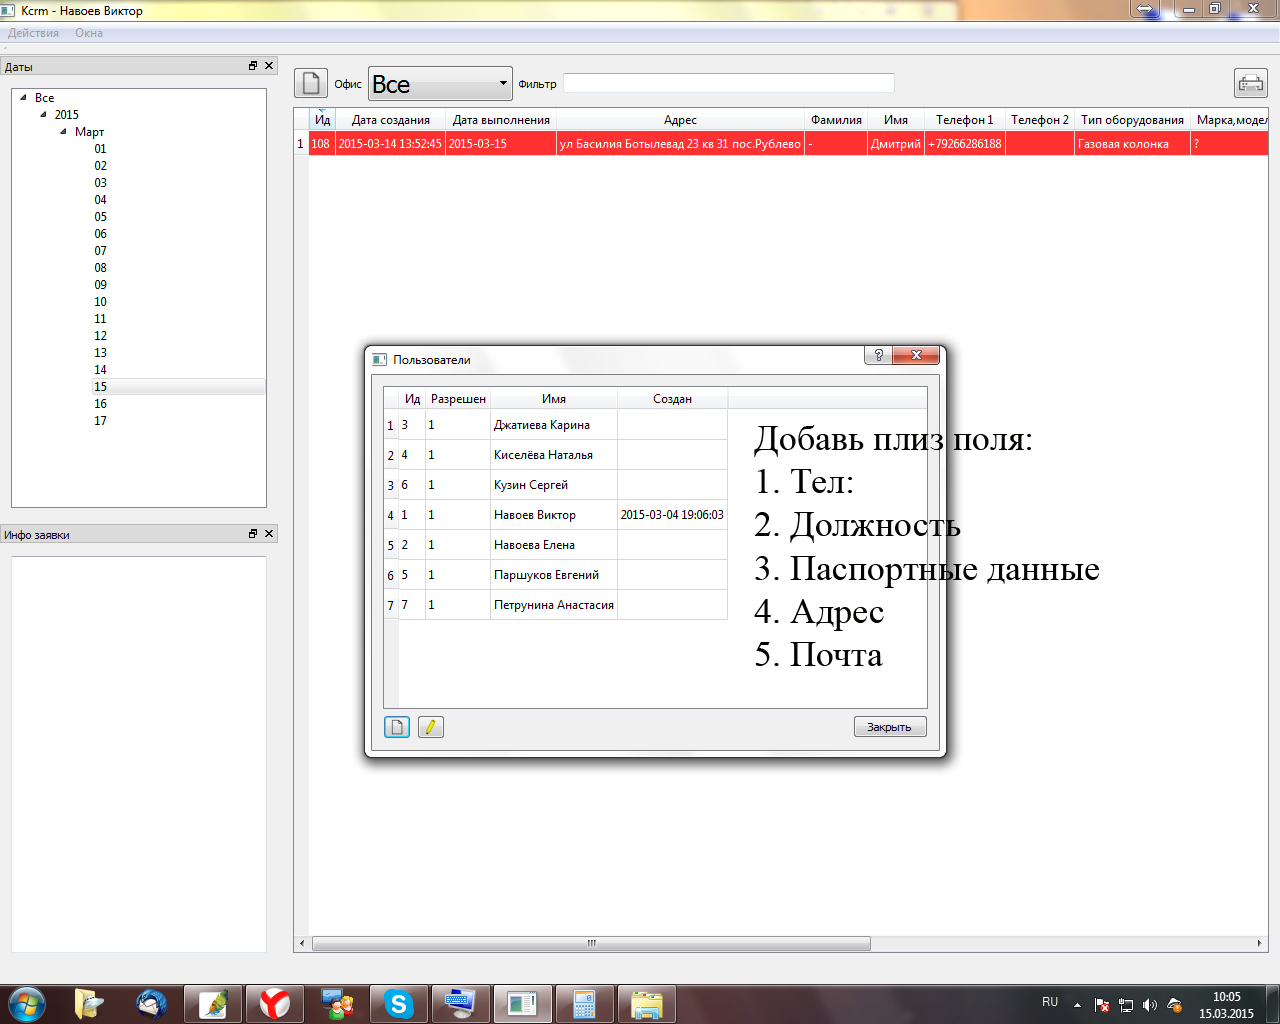 Kcrm - Навоев Виктор
Действия Окна
Даты
Все
2015
Март
01
02
03
04
05
06
07
08
09
10
11
12
13
14
15
16
17
Инфо заявки
Офис Все Фильтр
Ид Дата создания Дата выполнения Адрес Фамилия Имя Телефон 1 Телефон 2 Тип оборудования Марка,модел
1 108 2015-03-14 13:52:45 2015-03-15 ул Басилия Ботылевад 23 кв 31 пос.Рублево - Дмитрий +79266286188 Газовая колонка ?
Пользователи
Ид Разрешен Имя Создан
1 3 1 Джатиева Карина
2 4 1 Киселёва Наталья
3 6 1 Кузин Сергей
4 1 1 Навоев Виктор 2015-03-04 19:06:03
5 2 1 Навоева Елена
6 5 1 Паршуков Евгений
7 7 1 Петрунина Анастасия
Добавь плиз поля:
1. Тел:
2. Должность
3. Паспортные данные
4. Адрес
5. Почта
Закрыть
RU
10:05
15.03.2015